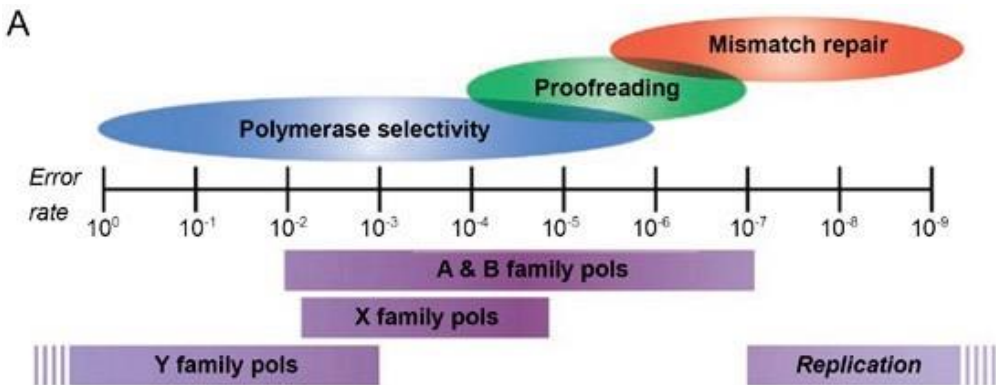 A
Mismatch repair
Proofreading
Polymerase selectivity
Error
rate
10⁰ 10⁻¹ 10⁻² 10⁻³ 10⁻⁴ 10⁻⁵ 10⁻⁶ 10⁻⁷ 10⁻⁸ 10⁻⁹
A & B family pols
X family pols
Y family pols Replication